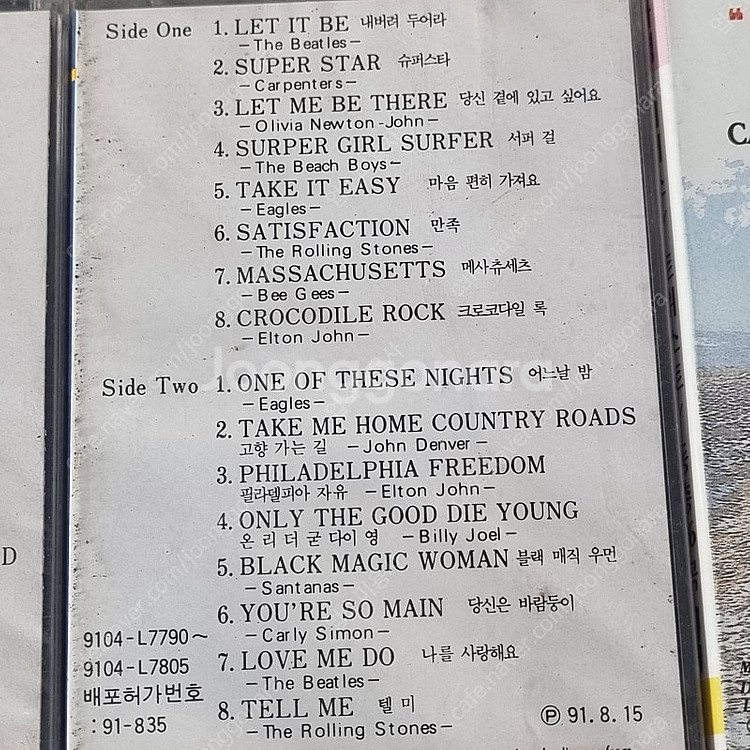 Side One 1. LET IT BE 내버려 두어라
-The Beatles-
2. SUPER STAR 슈퍼스타
-Carpenters-
3. LET ME BE THERE 당신 곁에 있고 싶어요
-Olivia Newton-John-
4. SURPER GIRL SURFER 서퍼 걸
-The Beach Boys-
5. TAKE IT EASY 마음 편히 가져요
-Eagles-
6. SATISFACTION 만족
-The Rolling Stones-
7. MASSACHUSETTS 메사츄세츠
-Bee Gees-
8. CROCODILE ROCK 크로코다일 록
-Elton John-
Side Two 1. ONE OF THESE NIGHTS 어느날 밤
-Eagles-
2. TAKE ME HOME COUNTRY ROADS
고향 가는 길 -John Denver-
3. PHILADELPHIA FREEDOM
필라델피아 자유 -Elton John-
4. ONLY THE GOOD DIE YOUNG
온 리 더 굳 다이 영 -Billy Joel-
5. BLACK MAGIC WOMAN 블랙 매직 우먼
-Santanas-
6. YOU'RE SO MAIN 당신은 바람둥이
-Carly Simon-
7. LOVE ME DO 나를 사랑해요
-The Beatles-
8. TELL ME 텔 미
-The Rolling Stones-
9104-L7790~
9104-L7805
배포허가번호
: 91-835
Ⓟ 91. 8. 15
D
Joonggonara
cafe.naver.com/joonggonara